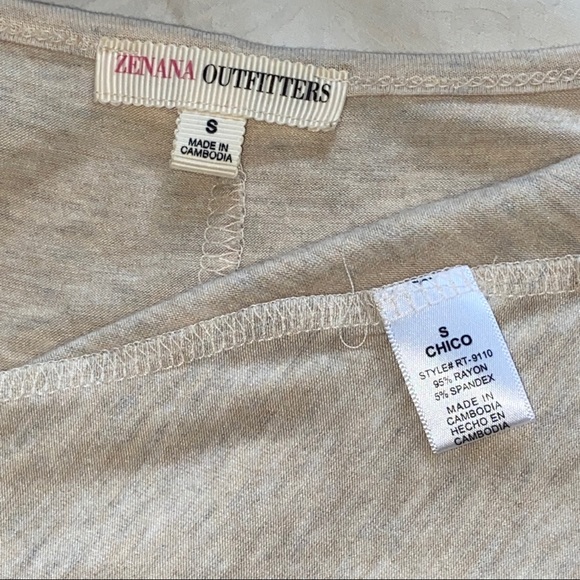 ZENANA OUTFITTERS
S
MADE IN
CAMBODIA
S
CHICO
STYLE# RT-9110
95% RAYON
5% SPANDEX
MADE IN
CAMBODIA
HECHO EN
CAMBODIA